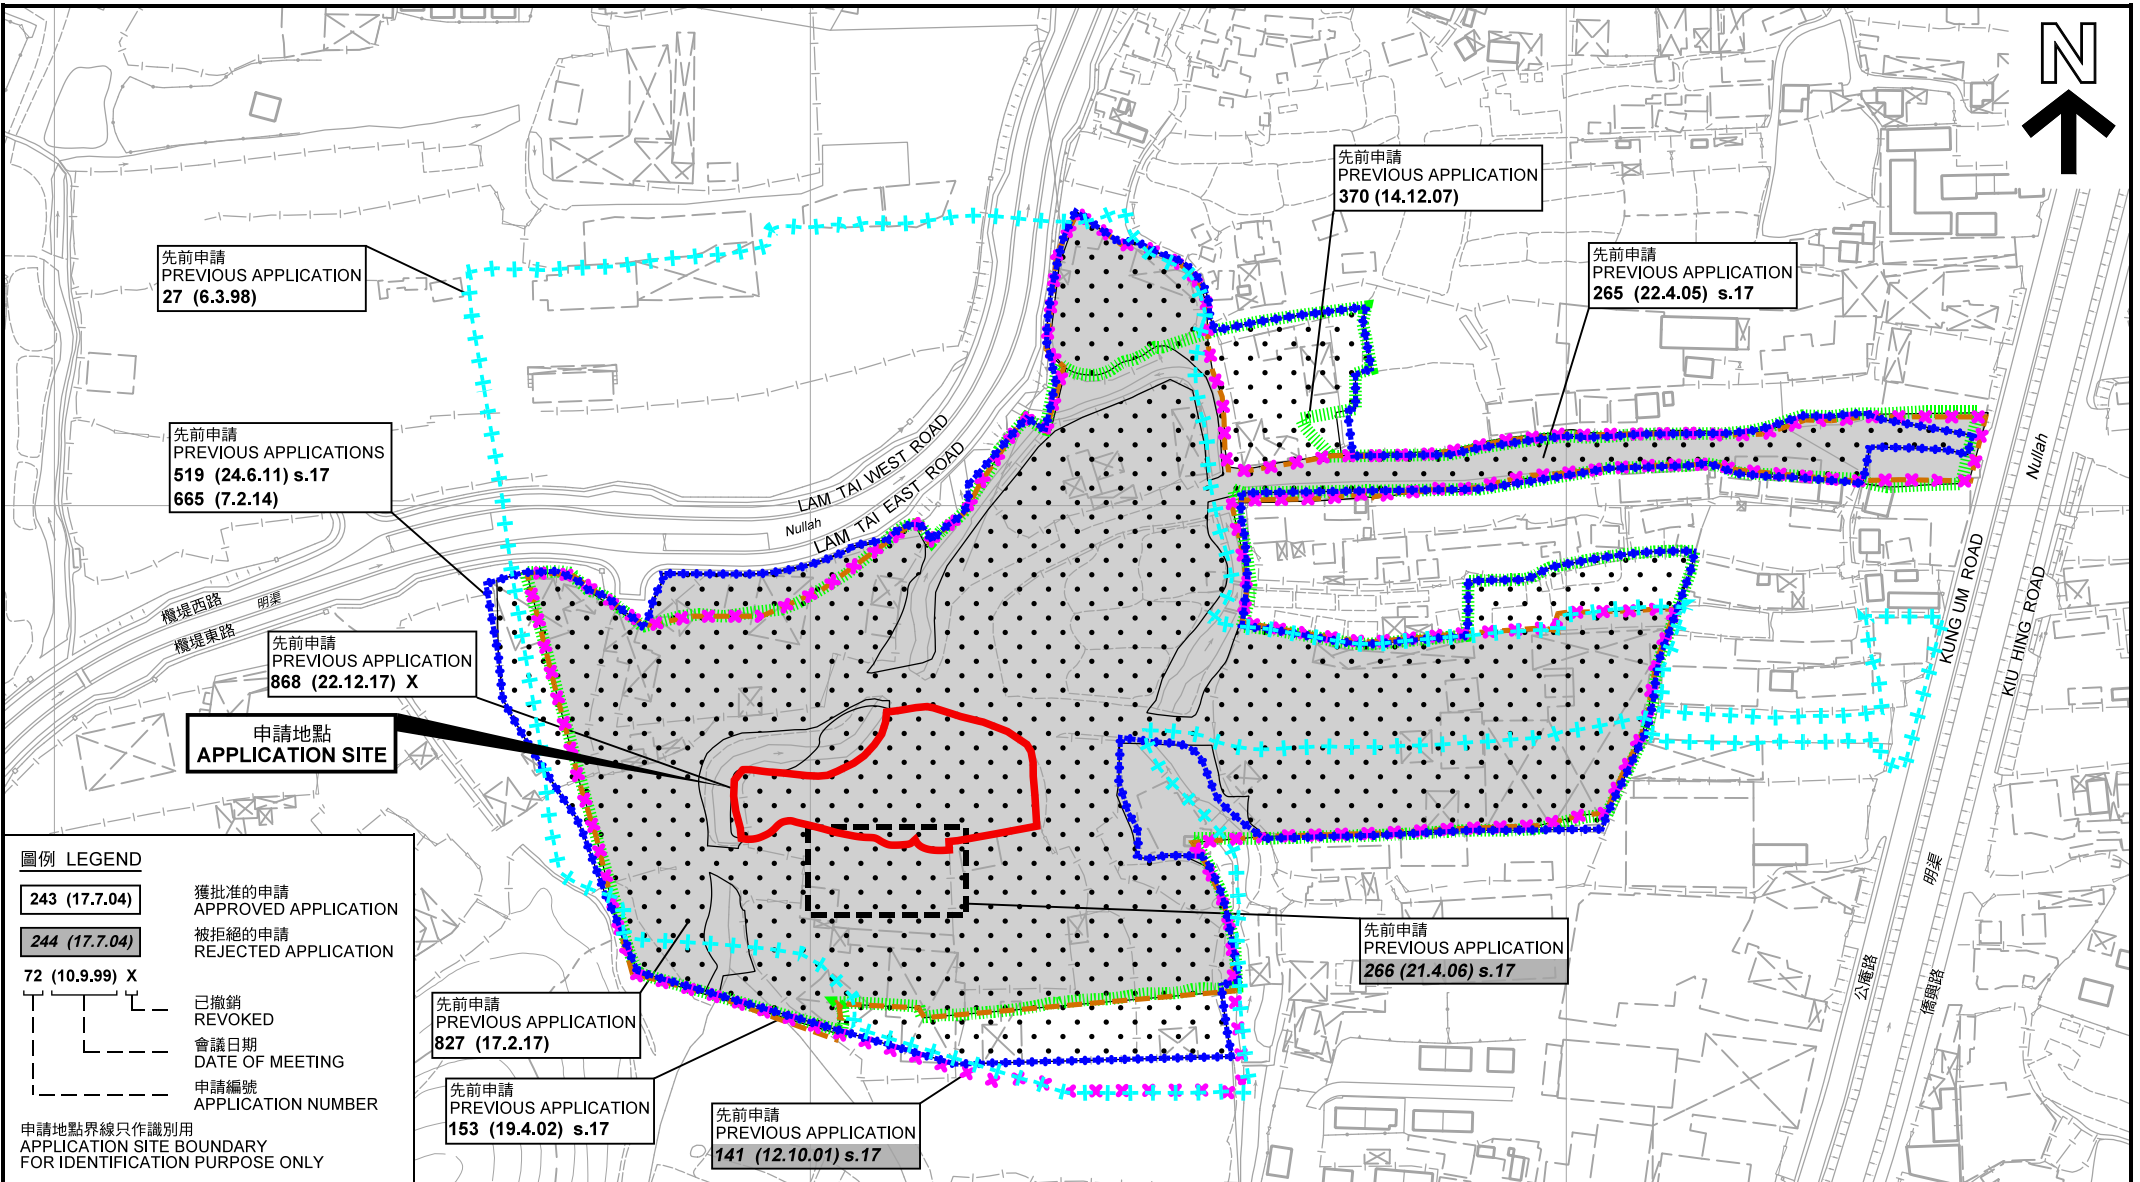 N
先前申請
PREVIOUS APPLICATION
370 (14.12.07)
先前申請
PREVIOUS APPLICATION
27 (6.3.98)
先前申請
PREVIOUS APPLICATION
265 (22.4.05) s.17
先前申請
PREVIOUS APPLICATIONS
519 (24.6.11) s.17
665 (7.2.14)
LAM TAI WEST ROAD
Nullah
LAM TAI EAST ROAD
Nullah
欖堤西路
明渠
欖堤東路
KUNG UM ROAD
KIU HING ROAD
先前申請
PREVIOUS APPLICATION
868 (22.12.17) X
申請地點
APPLICATION SITE
明渠
公庵路
僑興路
先前申請
PREVIOUS APPLICATION
266 (21.4.06) s.17
先前申請
PREVIOUS APPLICATION
827 (17.2.17)
先前申請
PREVIOUS APPLICATION
153 (19.4.02) s.17
先前申請
PREVIOUS APPLICATION
141 (12.10.01) s.17
圖例 LEGEND
243 (17.7.04)
獲批准的申請
APPROVED APPLICATION
244 (17.7.04)
被拒絕的申請
REJECTED APPLICATION
72 (10.9.99) X
已撤銷
REVOKED
會議日期
DATE OF MEETING
申請編號
APPLICATION NUMBER
申請地點界線只作識別用
APPLICATION SITE BOUNDARY
FOR IDENTIFICATION PURPOSE ONLY